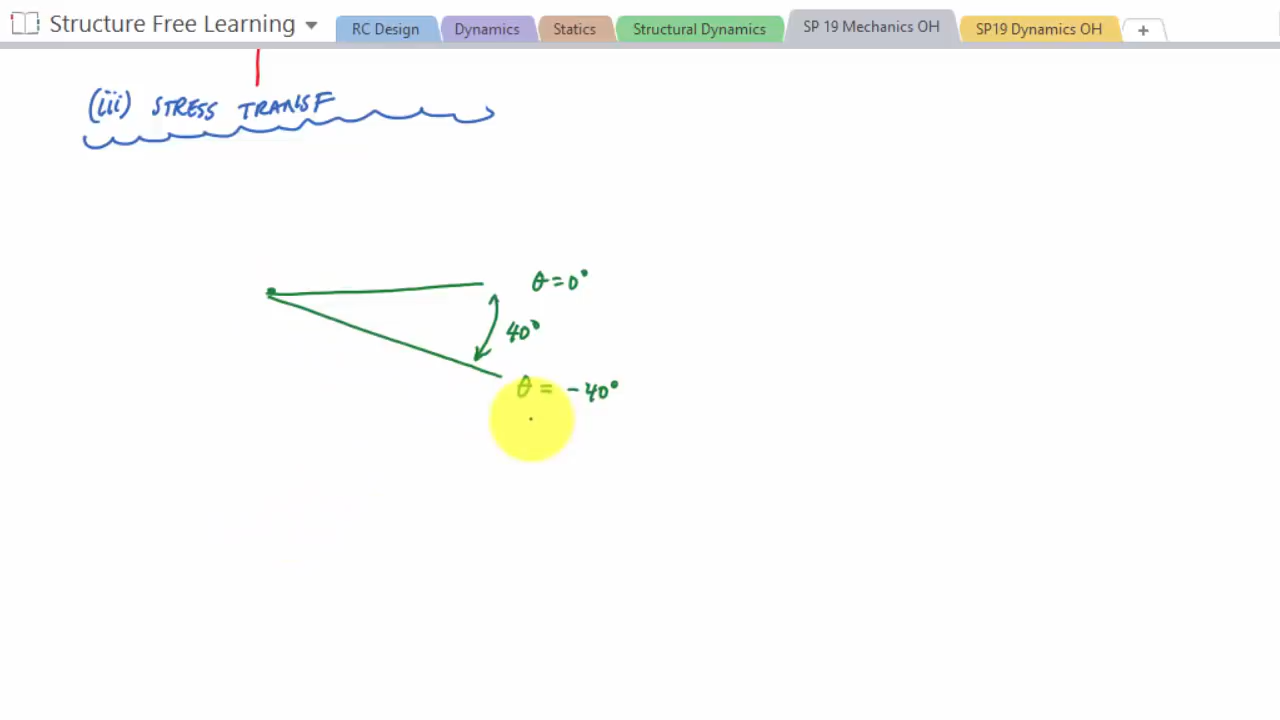 Structure Free Learning
RC Design
Dynamics
Statics
Structural Dynamics
SP 19 Mechanics OH
SP19 Dynamics OH
+
(iii) STRESS TRANSF
θ = 0°
40°
θ = -40°